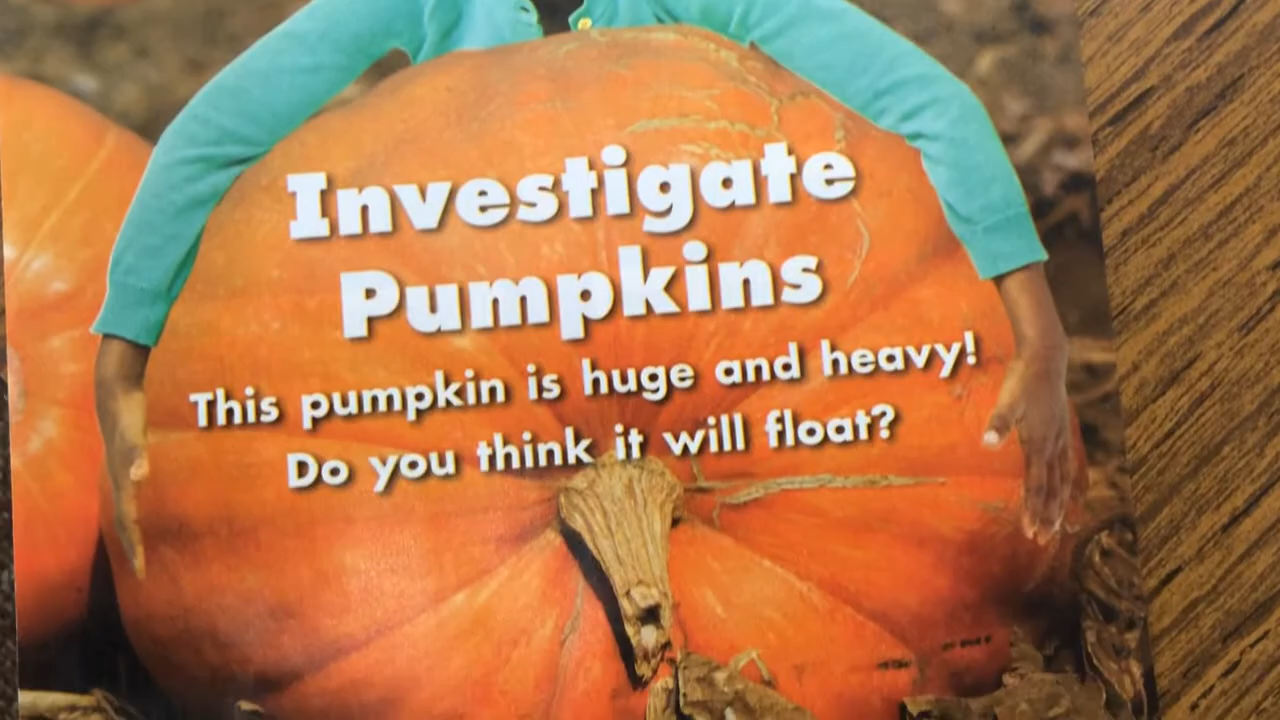 Investigate
Pumpkins
This pumpkin is huge and heavy!
Do you think it will float?